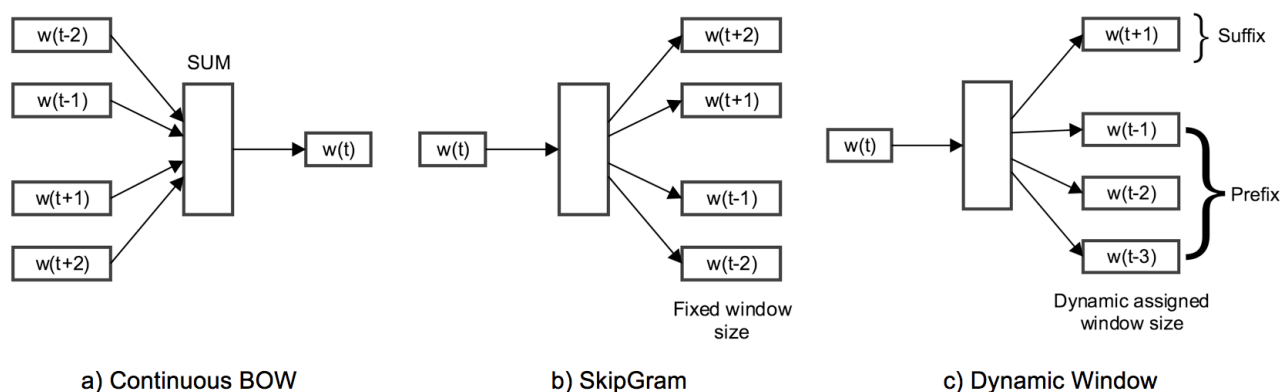 w(t-2)
SUM
w(t-1)
w(t)
w(t+1)
w(t+2)
a) Continuous BOW
w(t)
w(t+2)
w(t+1)
w(t-1)
w(t-2)
Fixed window
size
b) SkipGram
w(t)
w(t+1)
Suffix
w(t-1)
w(t-2)
Prefix
w(t-3)
Dynamic assigned
window size
c) Dynamic Window